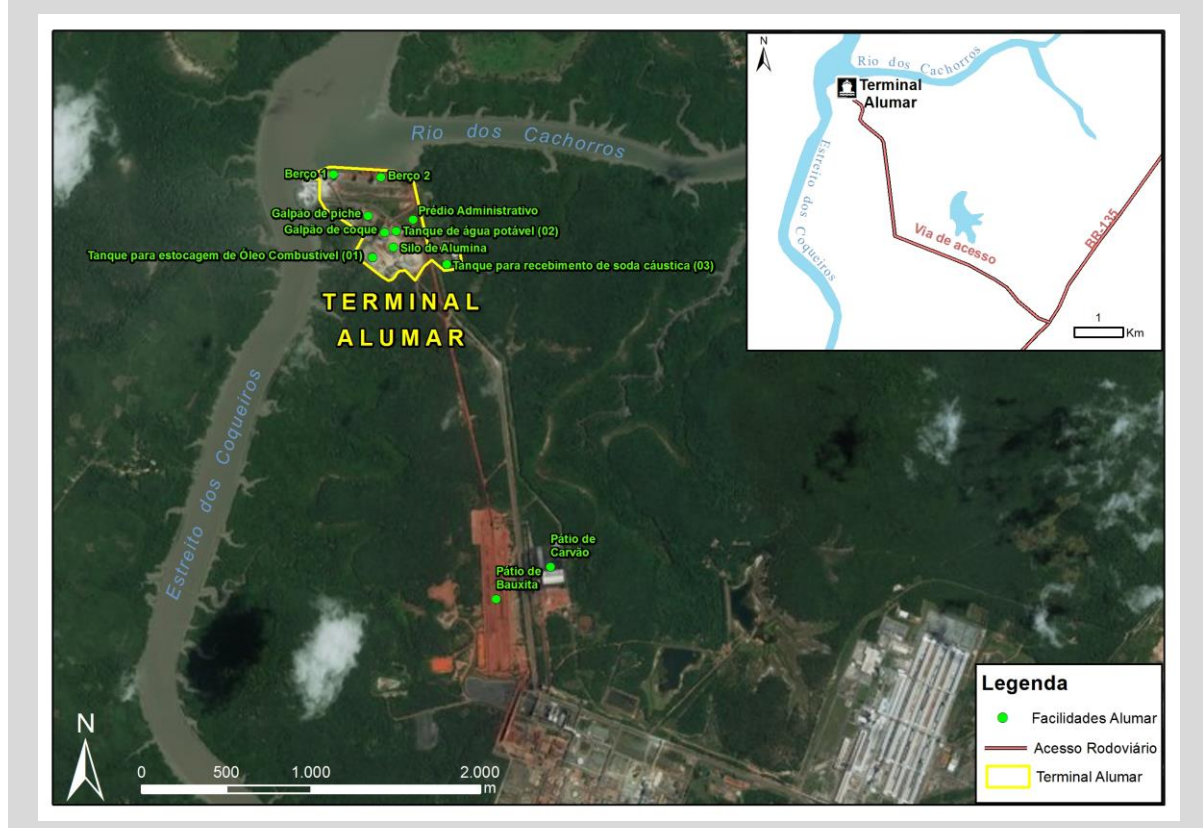 N
Rio dos Cachorros
Terminal
Alumar
Estreito dos Coqueiros
Via de acesso
BR-135
1
Km
Rio dos Cachorros
Berço 1
Berço 2
Galpão de piche
Prédio Administrativo
Galpão de coque
Tanque de água potável (02)
Silo de Alumina
Tanque para estocagem de Óleo Combustível (01)
Tanque para recebimento de soda cáustica (03)
TERMINAL
ALUMAR
Estreito dos Coqueiros
Pátio de
Carvão
Pátio de
Bauxita
N
0 500 1.000 2.000
m
Legenda
Facilidades Alumar
Acesso Rodoviário
Terminal Alumar